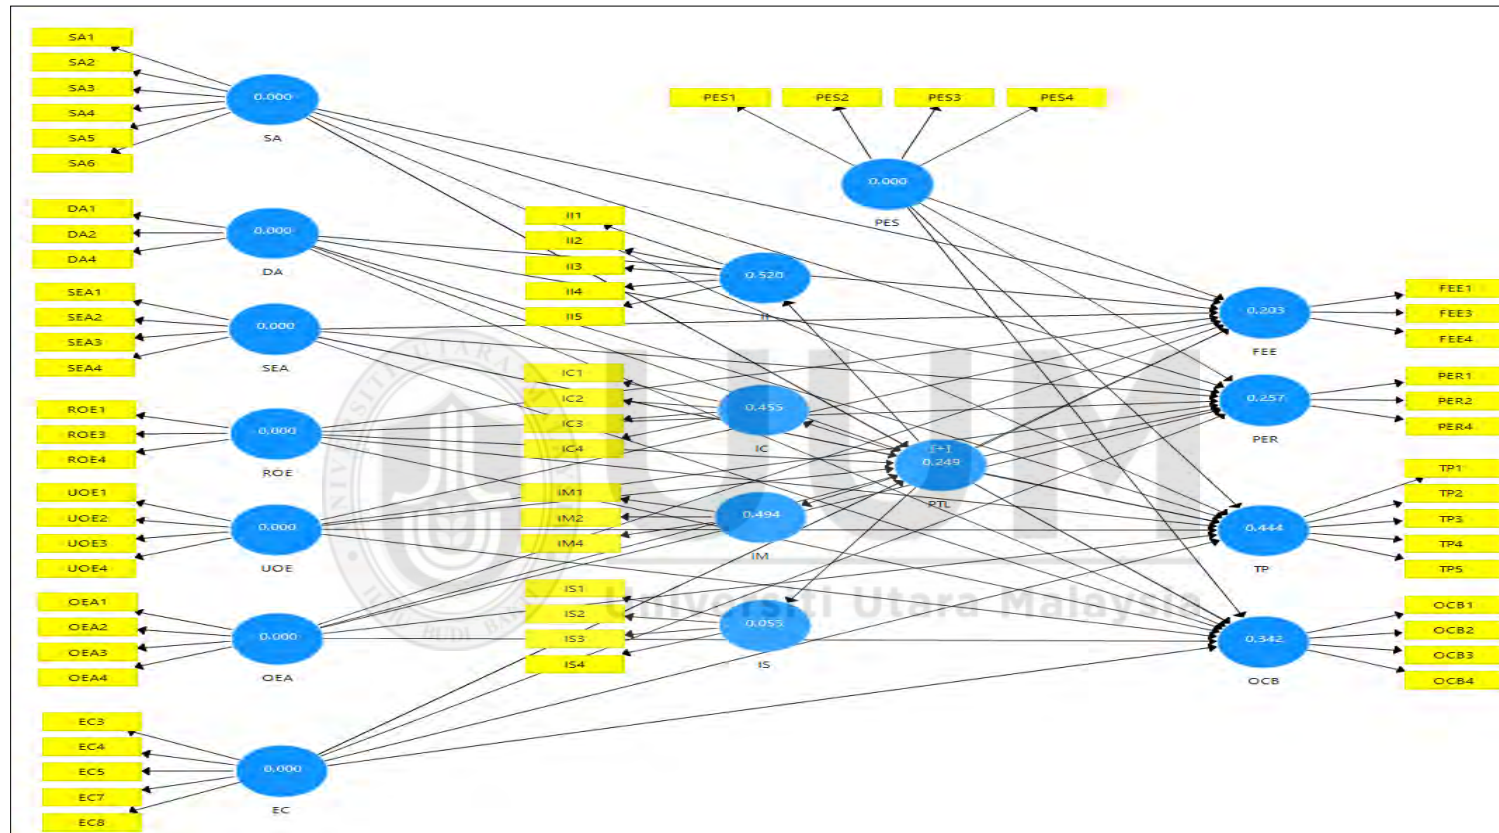 SA1
SA2
SA3
SA4
SA5
SA6
0.000
SA
DA1
DA2
DA4
0.000
DA
SEA1
SEA2
SEA3
SEA4
0.000
SEA
ROE1
ROE3
ROE4
0.000
ROE
UOE1
UOE2
UOE3
UOE4
0.000
UOE
OEA1
OEA2
OEA3
OEA4
0.000
OEA
EC3
EC4
EC5
EC7
EC8
0.000
EC
II1
II2
II3
II4
II5
0.520
II
IC1
IC2
IC3
IC4
0.455
IC
IM1
IM2
IM4
0.494
IM
IS1
IS2
IS3
IS4
0.055
IS
PES1
PES2
PES3
PES4
0.000
PES
[+]
0.249
PTL
FEE1
FEE3
FEE4
0.203
FEE
PER1
PER2
PER4
0.257
PER
TP1
TP2
TP3
TP4
TP5
0.444
TP
OCB1
OCB2
OCB3
OCB4
0.342
OCB
UUM
Universiti Utara Malaysia